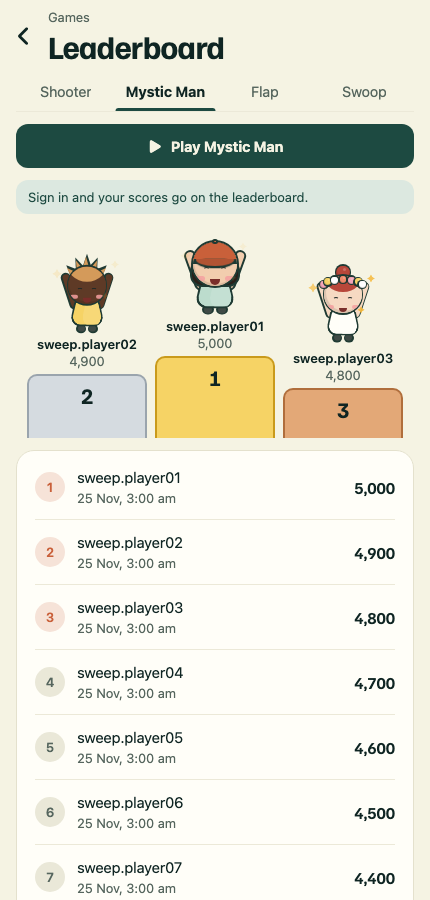 Games
Leaderboard
Shooter Mystic Man Flap Swoop
Play Mystic Man
Sign in and your scores go on the leaderboard.
sweep.player02
4,900
2
sweep.player01
5,000
1
sweep.player03
4,800
3
1 sweep.player01 5,000
25 Nov, 3:00 am
2 sweep.player02 4,900
25 Nov, 3:00 am
3 sweep.player03 4,800
25 Nov, 3:00 am
4 sweep.player04 4,700
25 Nov, 3:00 am
5 sweep.player05 4,600
25 Nov, 3:00 am
6 sweep.player06 4,500
25 Nov, 3:00 am
7 sweep.player07 4,400
25 Nov, 3:00 am